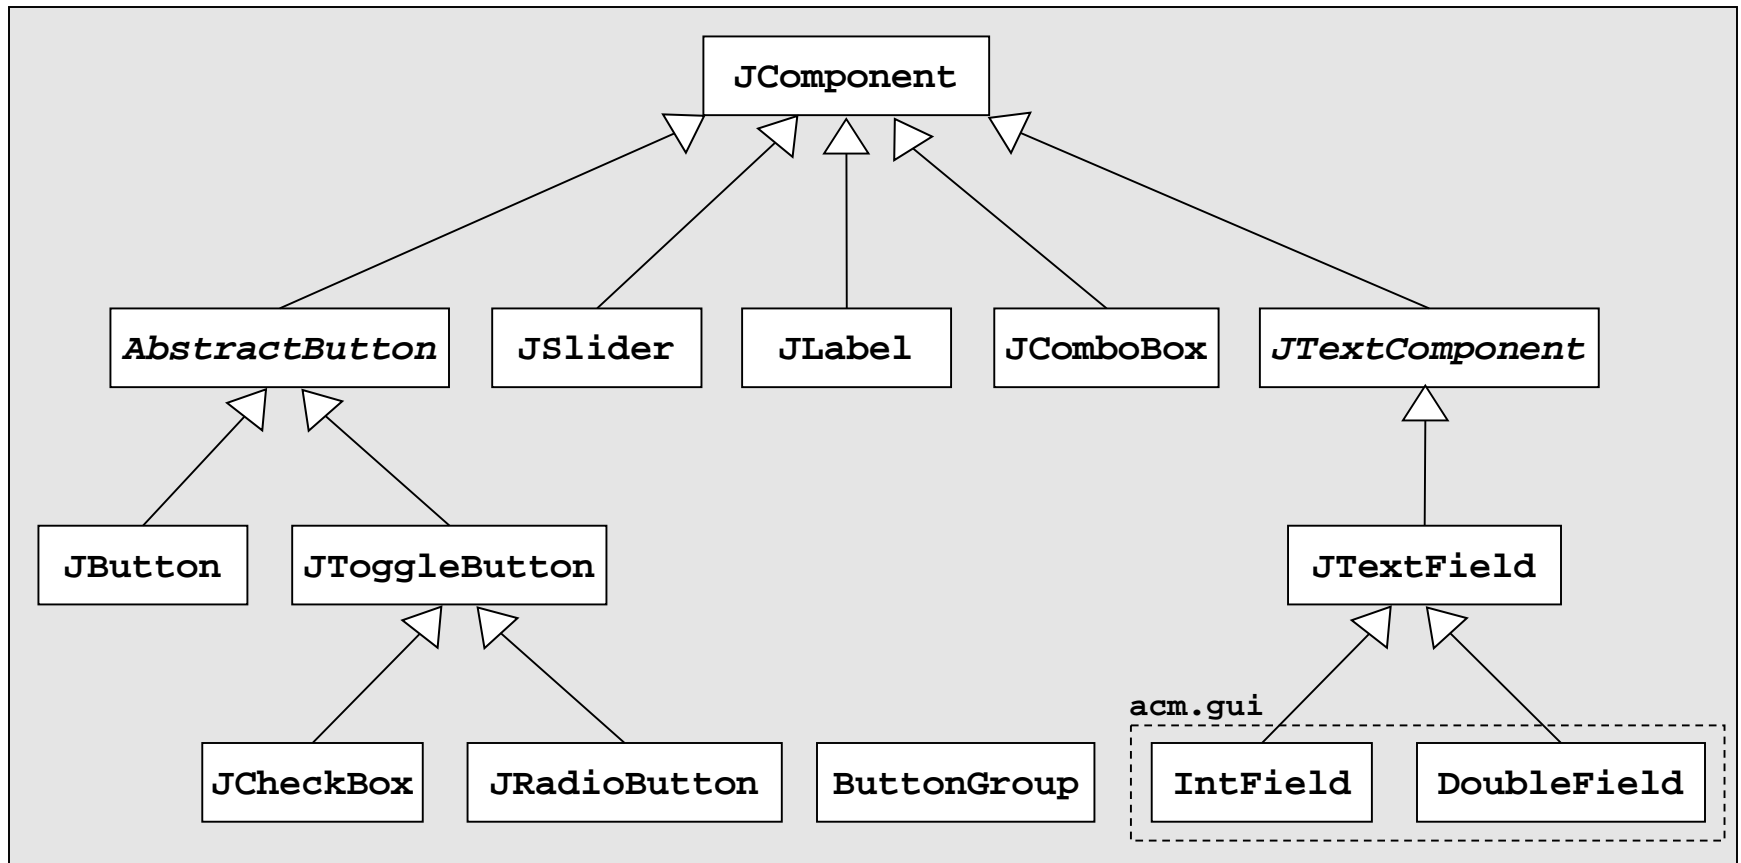 JComponent
AbstractButton
JSlider
JLabel
JComboBox
JTextComponent
JButton
JToggleButton
JTextField
acm.gui
JCheckBox
JRadioButton
ButtonGroup
IntField
DoubleField